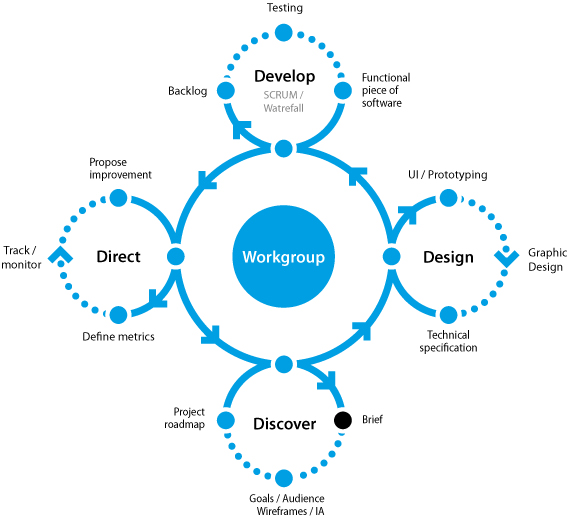 Testing
Develop
SCRUM /
Watrefall
Backlog
Functional
piece of
software
Propose
improvement
UI / Prototyping
Track /
monitor
Direct
Workgroup
Design
Graphic
Design
Define metrics
Technical
specification
Project
roadmap
Discover
Brief
Goals / Audience
Wireframes / IA